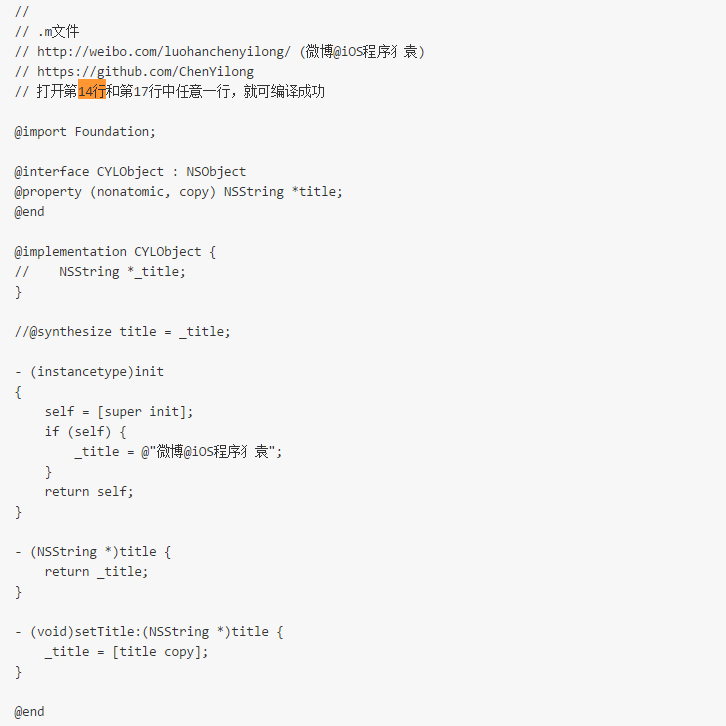 //
// .m文件
// http://weibo.com/luohanchenyilong/ (微博@iOS程序犭袁)
// https://github.com/ChenYilong
// 打开第14行和第17行中任意一行，就可编译成功
@import Foundation;
@interface CYLObject : NSObject
@property (nonatomic, copy) NSString *title;
@end
@implementation CYLObject {
//    NSString *_title;
}
//@synthesize title = _title;
- (instancetype)init
{
    self = [super init];
    if (self) {
        _title = @"微博@iOS程序犭袁";
    }
    return self;
}
- (NSString *)title {
    return _title;
}
- (void)setTitle:(NSString *)title {
    _title = [title copy];
}
@end